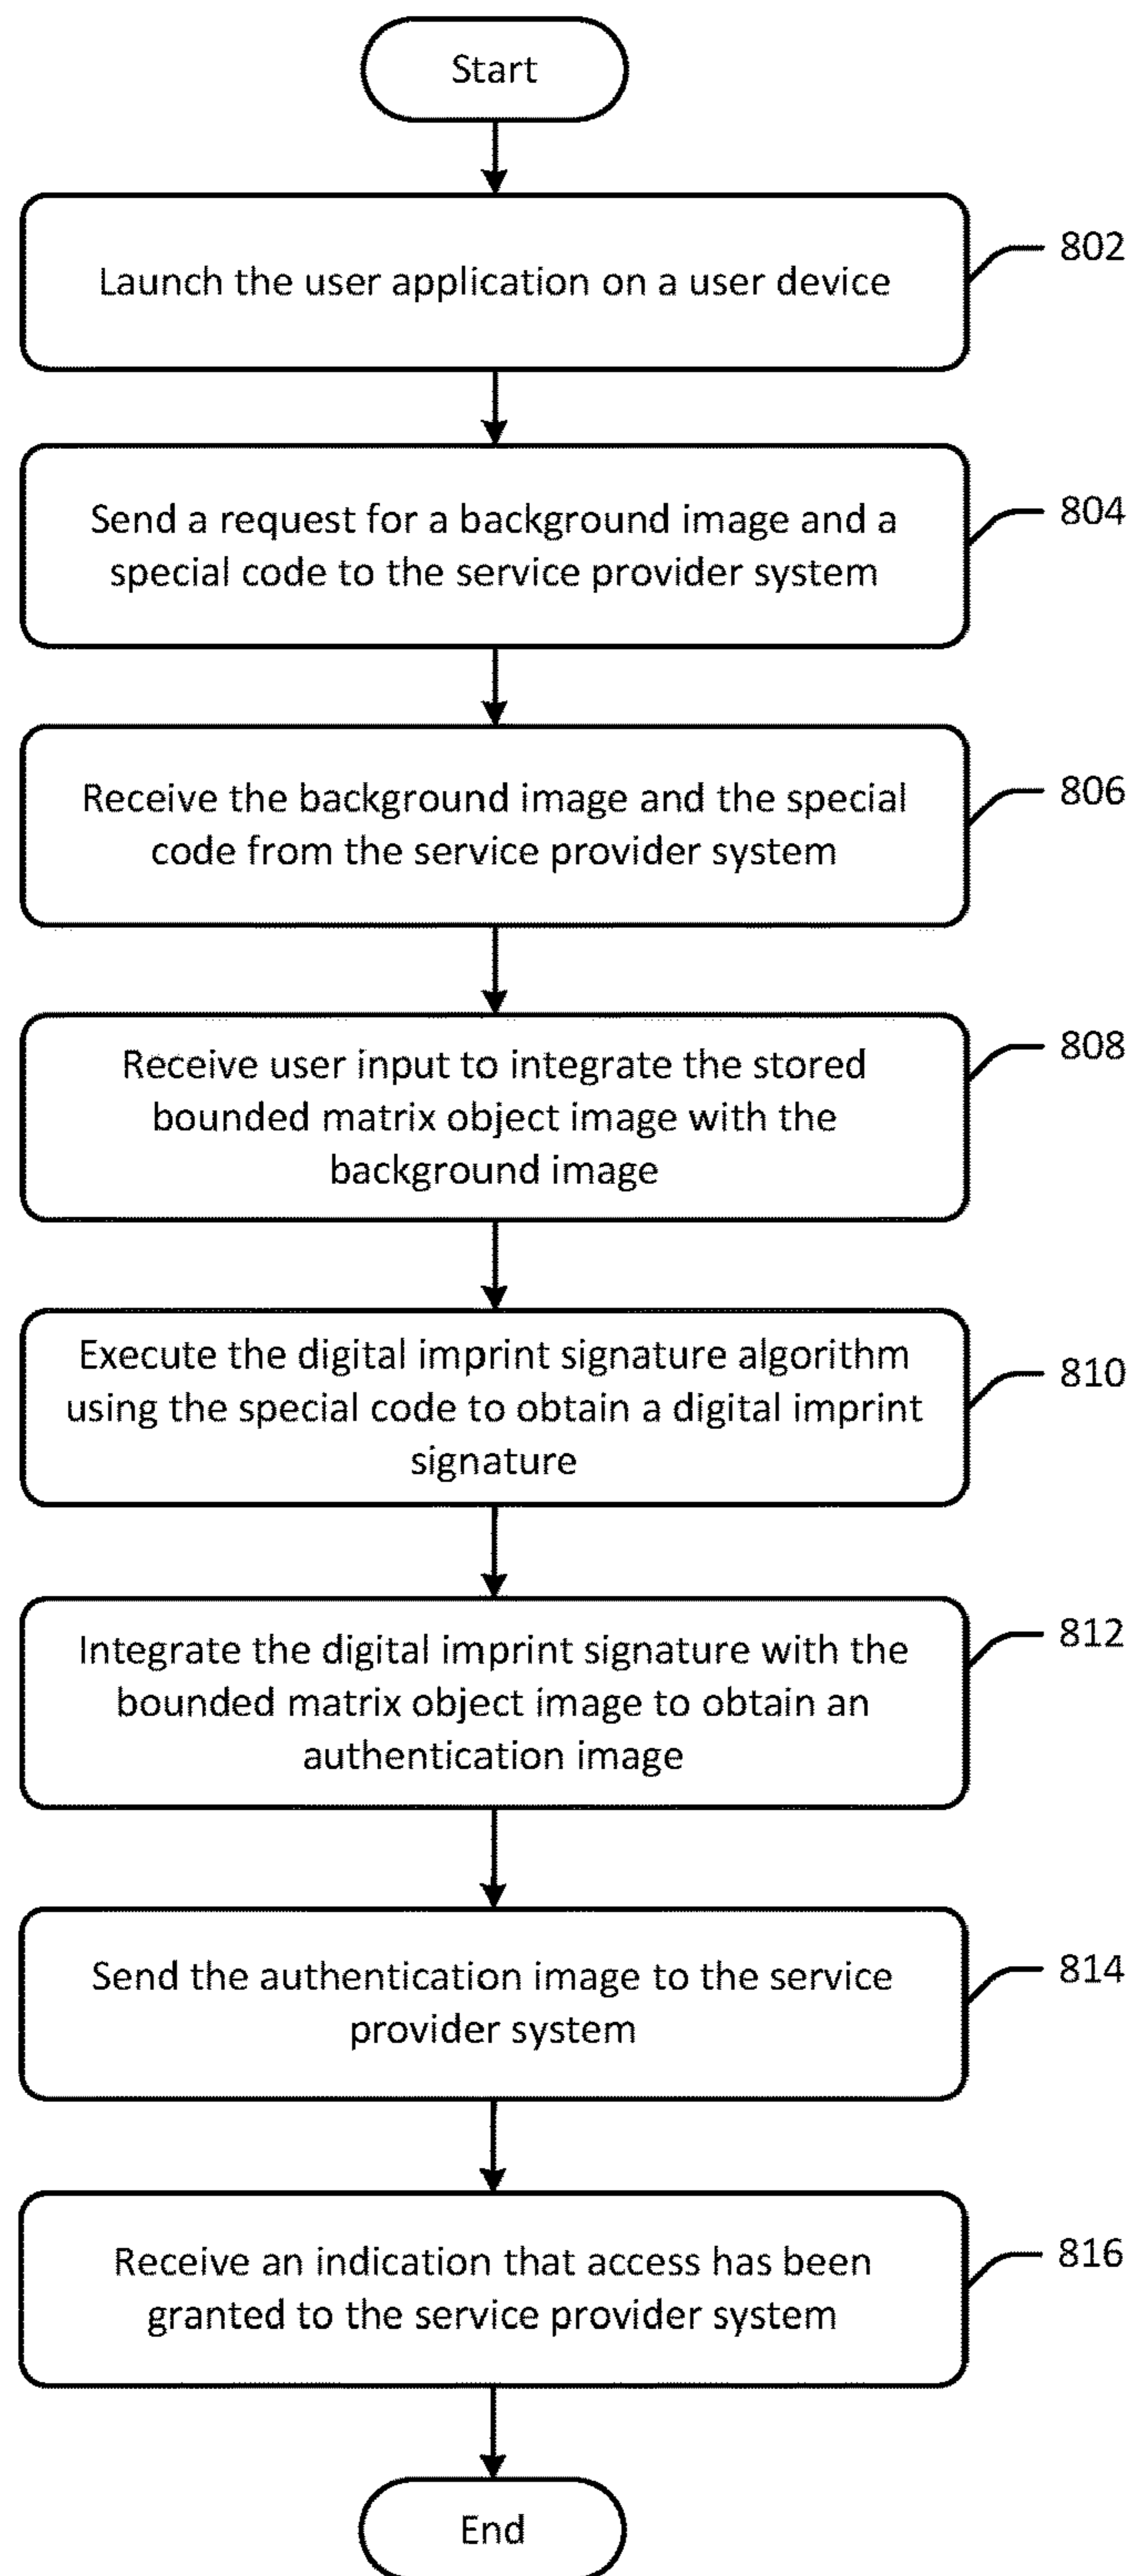 Start
Launch the user application on a user device
802
Send a request for a background image and a
special code to the service provider system
804
Receive the background image and the special
code from the service provider system
806
Receive user input to integrate the stored
bounded matrix object image with the
background image
808
Execute the digital imprint signature algorithm
using the special code to obtain a digital imprint
signature
810
Integrate the digital imprint signature with the
bounded matrix object image to obtain an
authentication image
812
Send the authentication image to the service
provider system
814
Receive an indication that access has been
granted to the service provider system
816
End